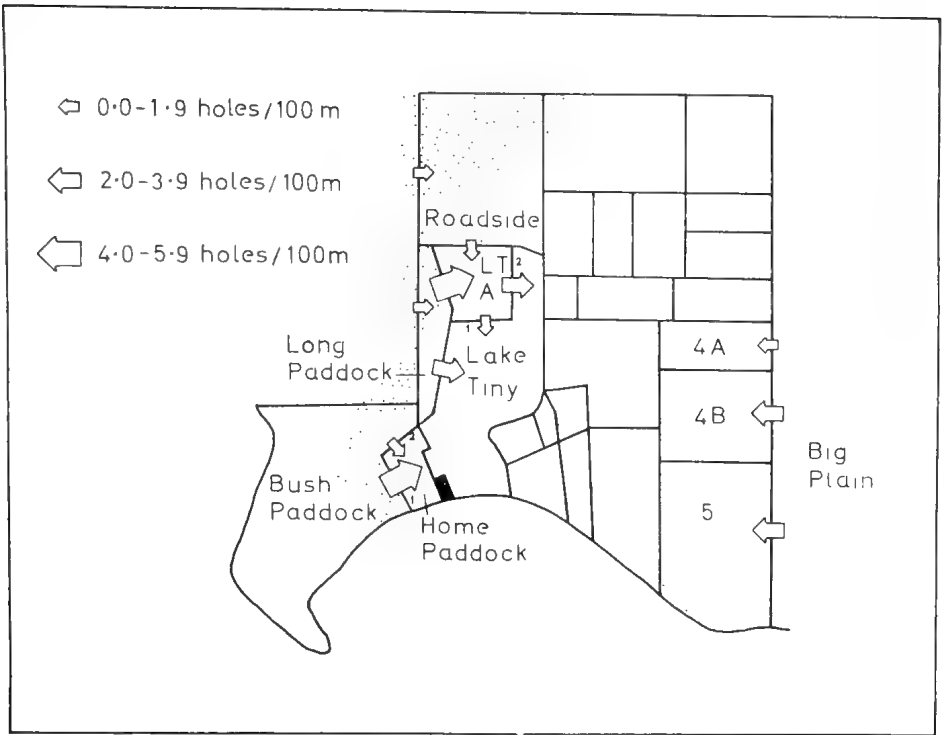 0·0-1·9 holes/100 m
2·0-3·9 holes/100m
4·0-5·9 holes/100m
Roadside
LT
A
2
1
Long
Paddock
Lake
Tiny
4A
4B
5
Big
Plain
2
1
Bush
Paddock
Home
Paddock